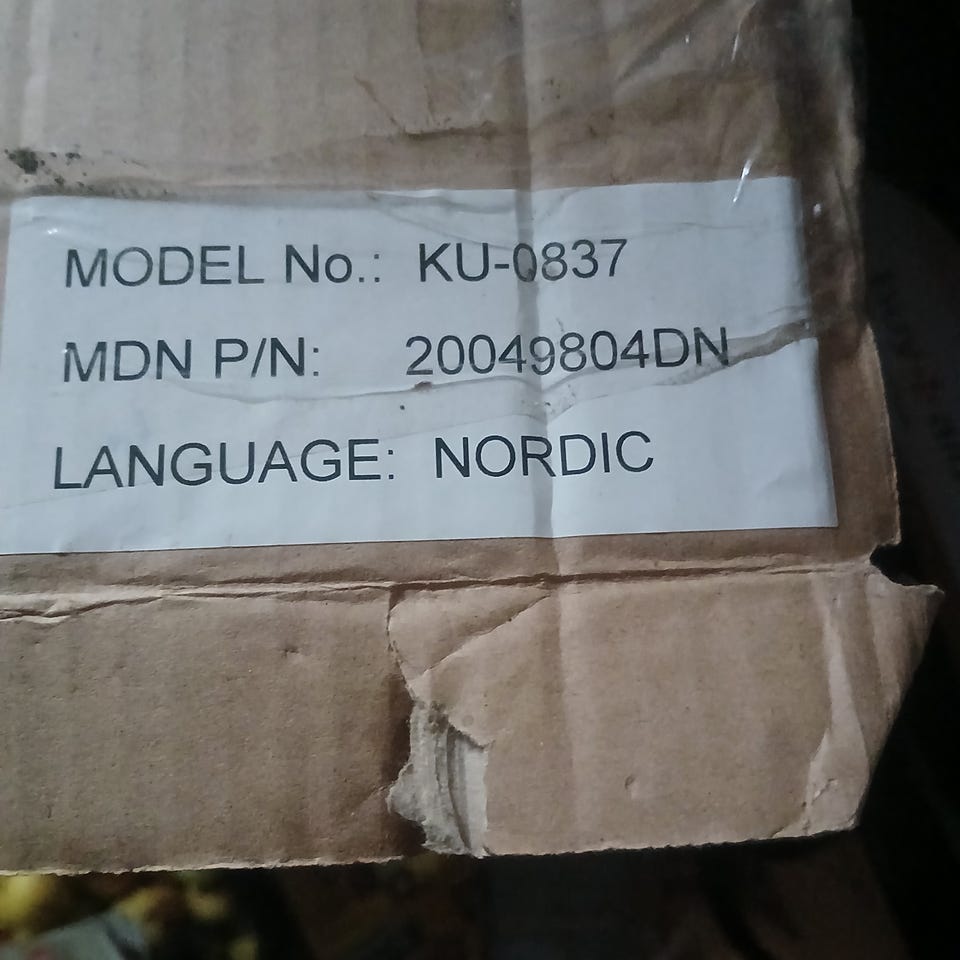 MODEL No.: KU-0837
MDN P/N: 20049804DN
LANGUAGE: NORDIC